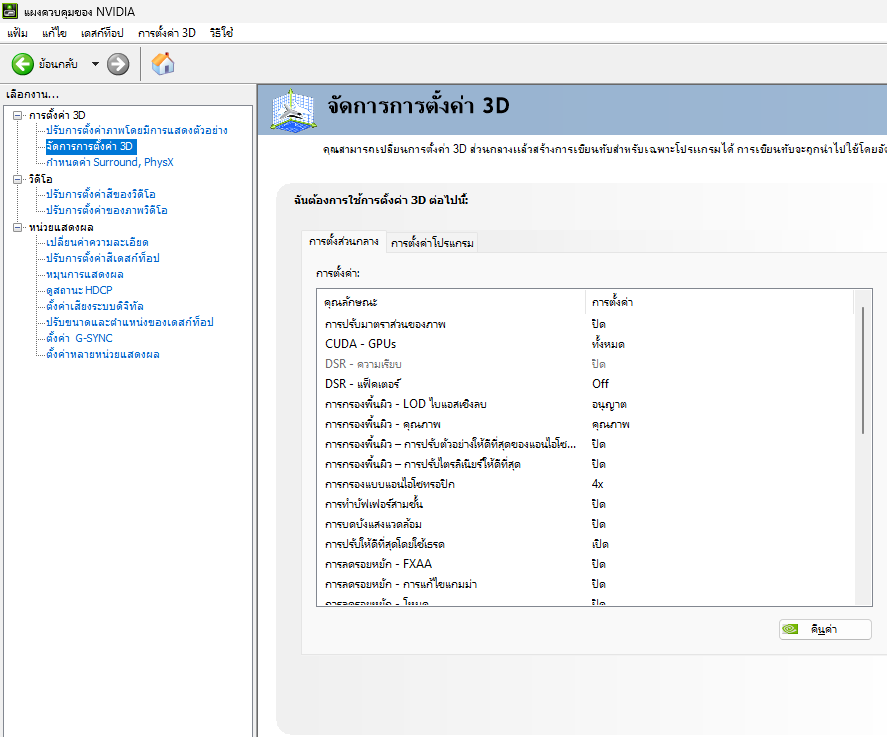 แผงควบคุมของ NVIDIA
แฟ้ม แก้ไข เดสก์ท็อป การตั้งค่า 3D วิธีใช้
ย้อนกลับ
เลือกงาน...
การตั้งค่า 3D
ปรับการตั้งค่าภาพโดยมีการแสดงตัวอย่าง
จัดการการตั้งค่า 3D
กำหนดค่า Surround, PhysX
วิดีโอ
ปรับการตั้งค่าสีของวิดีโอ
ปรับการตั้งค่าของภาพวิดีโอ
หน่วยแสดงผล
เปลี่ยนค่าความละเอียด
ปรับการตั้งค่าสีเดสก์ท็อป
หมุนการแสดงผล
ดูสถานะ HDCP
ตั้งค่าเสียงระบบดิจิทัล
ปรับขนาดและตำแหน่งของเดสก์ท็อป
ตั้งค่า G-SYNC
ตั้งค่าหลายหน่วยแสดงผล
จัดการการตั้งค่า 3D
คุณสามารถเปลี่ยนการตั้งค่า 3D ส่วนกลางแล้วสร้างการเขียนทับสำหรับเฉพาะโปรแกรมได้ การเขียนทับจะถูกนำไปใช้โดยอัต
ฉันต้องการใช้การตั้งค่า 3D ต่อไปนี้:
การตั้งส่วนกลาง การตั้งค่าโปรแกรม
การตั้งค่า:
คุณลักษณะ การตั้งค่า
การปรับมาตราส่วนของภาพ ปิด
CUDA - GPUs ทั้งหมด
DSR - ความเรียบ ปิด
DSR - แฟ็คเตอร์ Off
การกรองพื้นผิว - LOD ไบแอสเชิงลบ อนุญาต
การกรองพื้นผิว - คุณภาพ คุณภาพ
การกรองพื้นผิว – การปรับตัวอย่างให้ดีที่สุดของแอนไอโซ... ปิด
การกรองพื้นผิว – การปรับไตรลิเนียร์ให้ดีที่สุด ปิด
การกรองแบบแอนไอโซทรอปิก 4x
การทำบัฟเฟอร์สามชั้น ปิด
การบดบังแสงแวดล้อม ปิด
การปรับให้ดีที่สุดโดยใช้เธรด เปิด
การลดรอยหยัก - FXAA ปิด
การลดรอยหยัก - การแก้ไขแกมม่า ปิด
การลดรอยหยัก - โหมด ปิด
คืนค่า